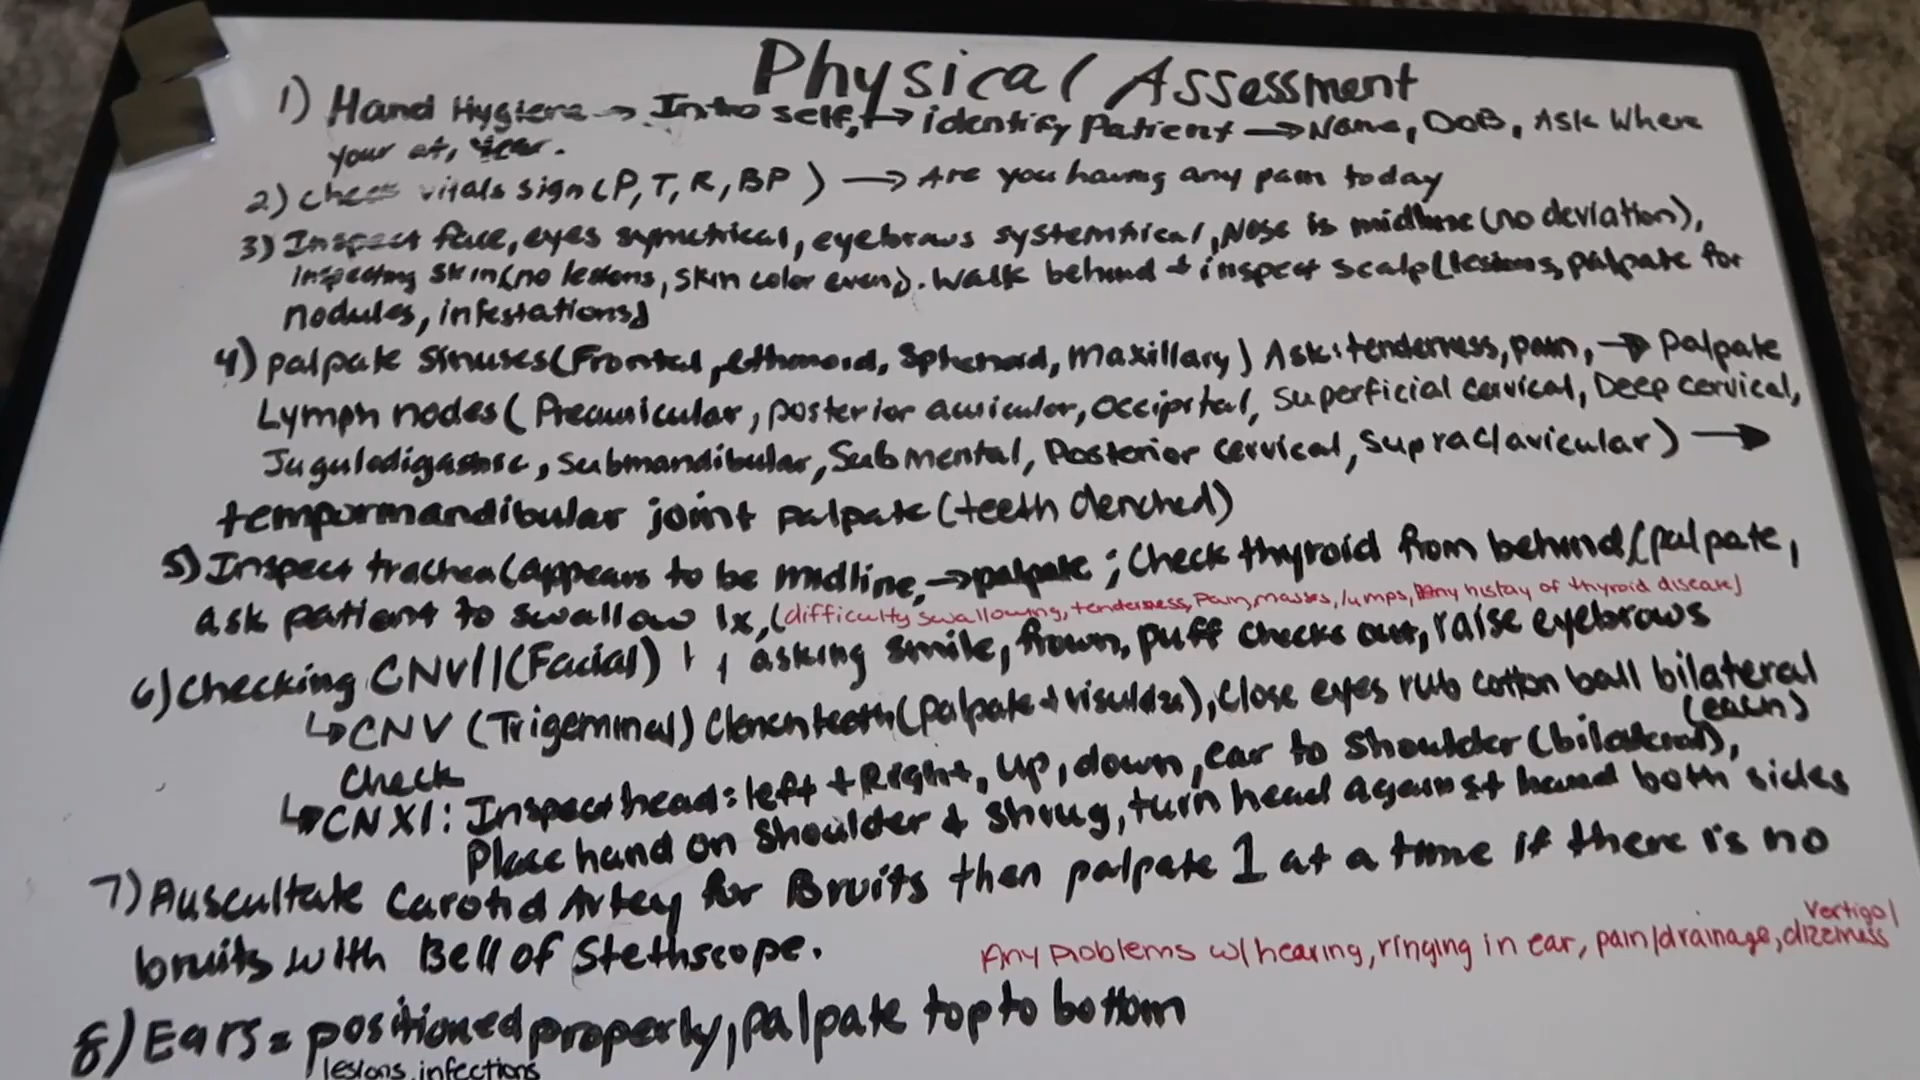 Physical Assessment
1) Hand Hygiene → Intro self, → identify patient → Name, DOB, Ask where
your at, year.
2) check vitals sign (P, T, R, BP) → Are you having any pain today
3) Inspect face, eyes symetrical, eyebrows systemtrical, Nose is midline (no deviation),
Inspecting skin (no lesions, skin color even). Walk behind + inspect scalp (lesions, palpate for
nodules, infestations)
4) palpate sinuses (Frontal, ethmoid, Sphenoid, Maxillary) Ask: tenderness, pain, → Palpate
Lymph nodes (Preauricular, posterior auricular, occipital, Superficial cervical, Deep cervical,
Jugulodigastric, submandibular, Submental, Posterior cervical, supraclavicular) →
tempormandibular joint palpate (teeth clenched)
5) Inspect trachea (appears to be midline, → palpate ; Check thyroid from behind (palpate,
ask patient to swallow 1x, (difficulty swallowing, tenderness, Pain, masses, lumps, Any history of thyroid disease)
6) Checking CNVII (Facial) + , asking smile, frown, puff cheeks out, raise eyebrows
↳ CNV (Trigeminal) Clench teeth (palpate + visulize), Close eyes rub cotton ball bilateral
Check (each)
↳ CNXI: Inspect head: left + Right, Up, down, ear to shoulder (bilateral),
Place hand on Shoulder + shrug, turn head against hand both sides
7) Auscultate Carotid Artery for Bruits then palpate 1 at a time if there is no
bruits with Bell of Stethscope.
Any problems w/ hearing, ringing in ear, pain/drainage, dizziness
Vertigo/
8) Ears = positioned properly, palpate top to bottom
lesions, infections